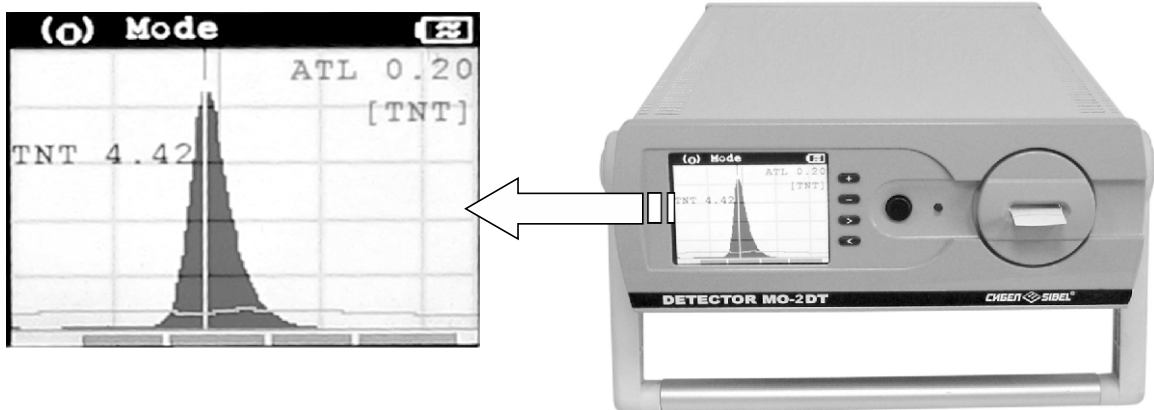 (o) Mode
ATL 0.20
[TNT]
TNT 4.42
(o) Mode
ATL 0.20
[TNT]
TNT 4.42
+
−
>
<
DETECTOR MO-2DT
СИБЕЛ SIBEL®